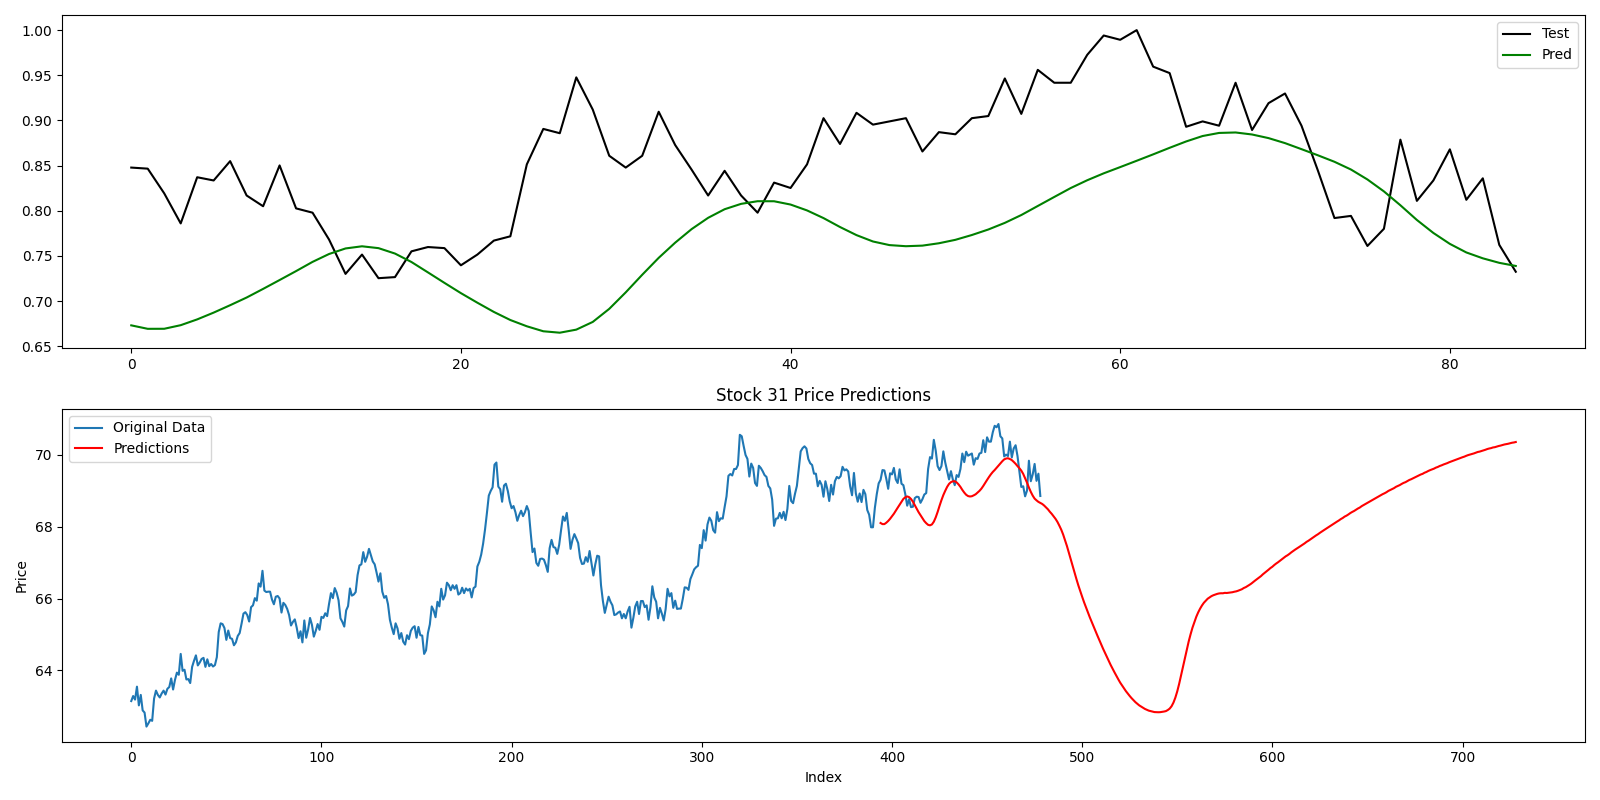 1.00
0.95
0.90
0.85
0.80
0.75
0.70
0.65
Test
Pred
0 20 40 60 80
Stock 31 Price Predictions
Original Data
Predictions
Price
70
68
66
64
0 100 200 300 400 500 600 700
Index